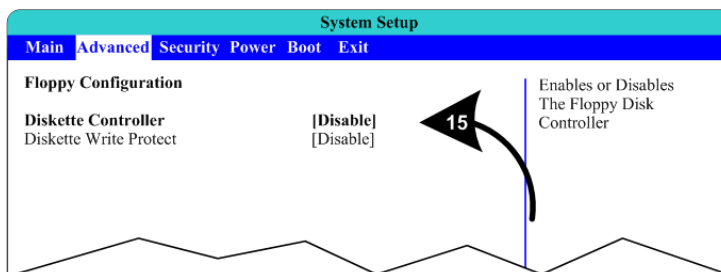 System Setup
Main Advanced Security Power Boot Exit
Floppy Configuration
Diskette Controller [Disable]
Diskette Write Protect [Disable]
15
Enables or Disables
The Floppy Disk
Controller